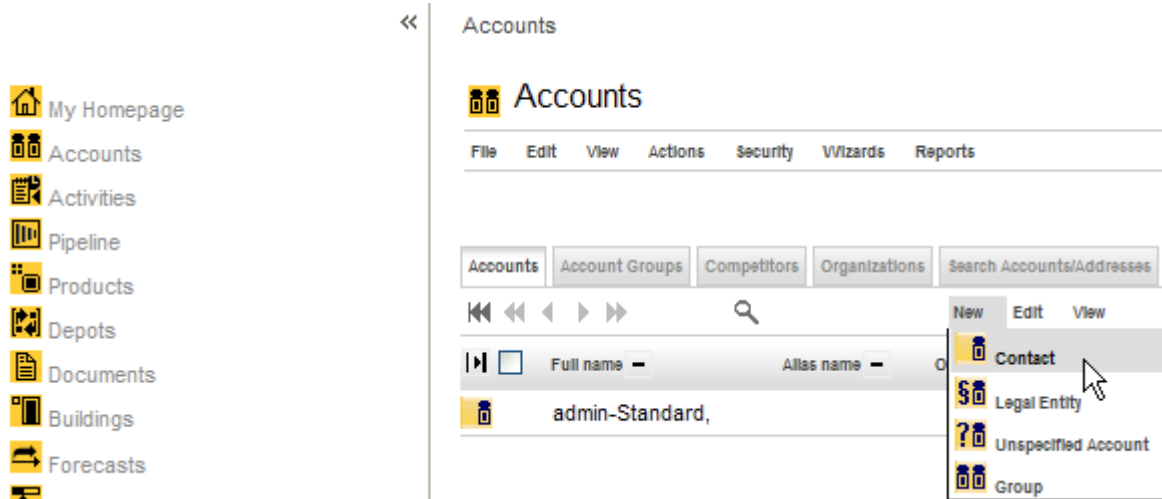 Accounts
My Homepage
Accounts
Activities
Pipeline
Products
Depots
Documents
Buildings
Forecasts
Accounts
File Edit View Actions Security Wizards Reports
Accounts Account Groups Competitors Organizations Search Accounts/Addresses
New Edit View
Full name Alias name
admin-Standard,
Contact
Legal Entity
Unspecified Account
Group